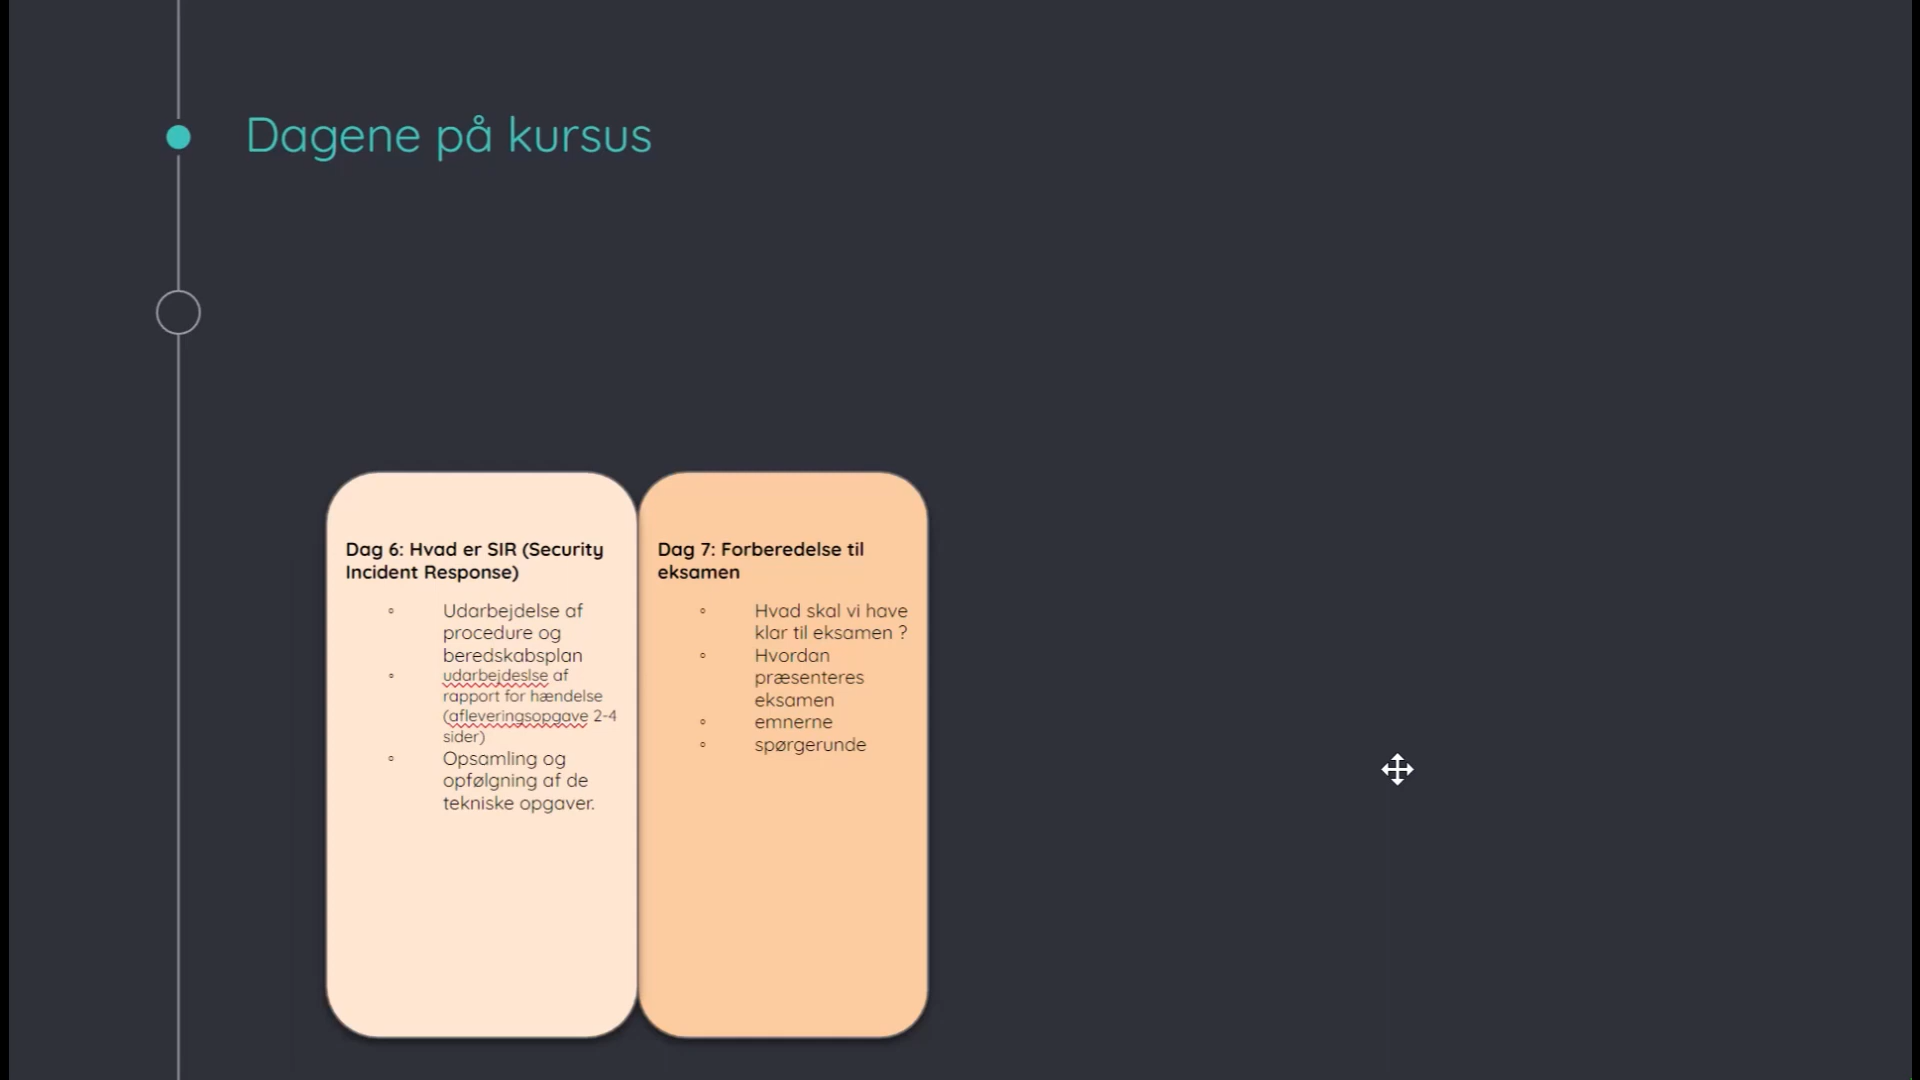 Dagene på kursus
Dag 6: Hvad er SIR (Security
Incident Response)
◦ Udarbejdelse af
procedure og
beredskabsplan
◦ udarbejdeslse af
rapport for hændelse
(afleveringsopgave 2-4
sider)
◦ Opsamling og
opfølgning af de
tekniske opgaver.
Dag 7: Forberedelse til
eksamen
◦ Hvad skal vi have
klar til eksamen ?
◦ Hvordan
præsenteres
eksamen
◦ emnerne
◦ spørgerunde